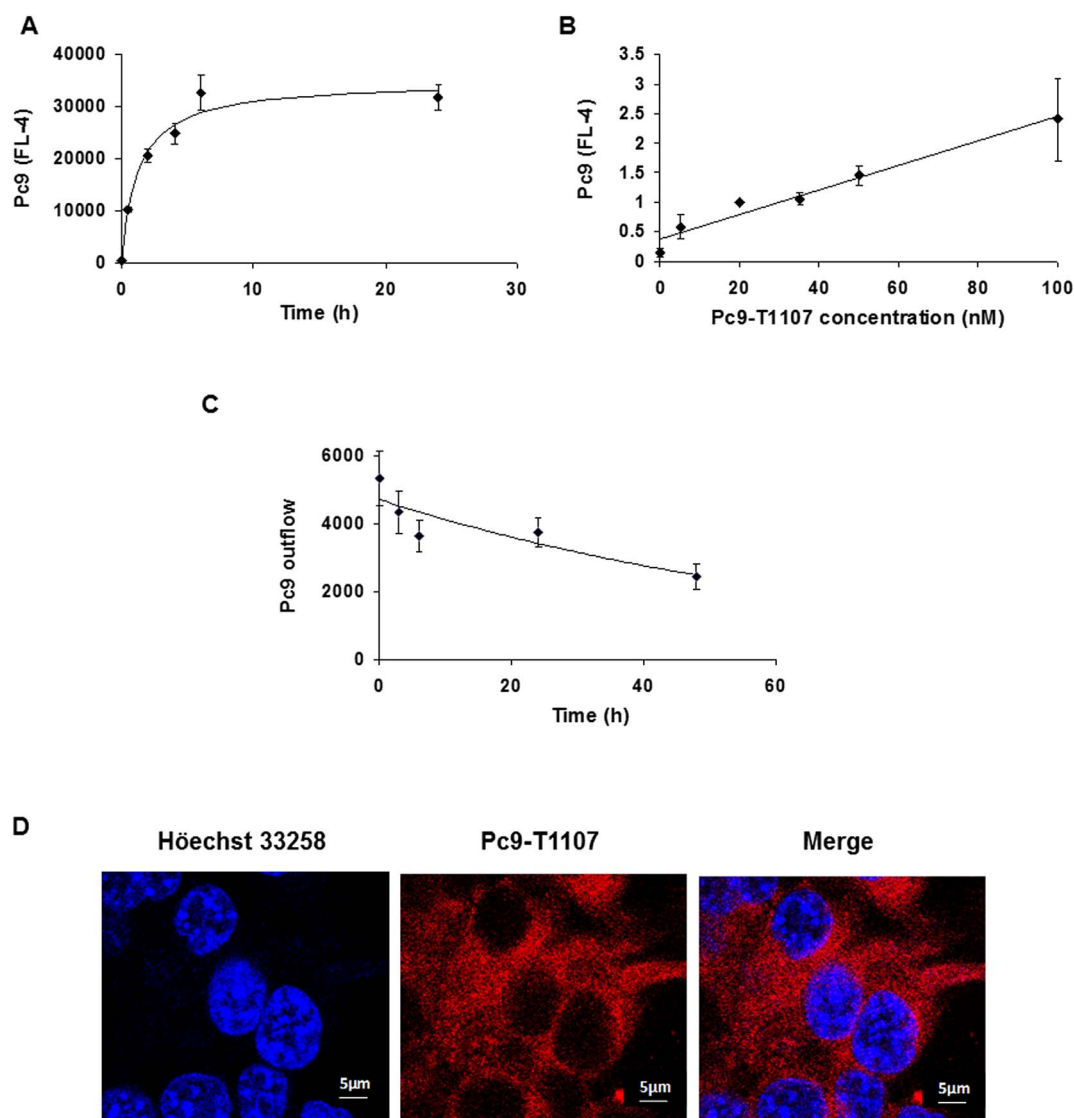 A
Pc9 (FL-4)
40000
30000
20000
10000
0
0 10 20 30
Time (h)
B
Pc9 (FL-4)
3.5
3
2.5
2
1.5
1
0.5
0
0 20 40 60 80 100
Pc9-T1107 concentration (nM)
C
Pc9 outflow
6000
4000
2000
0
0 20 40 60
Time (h)
D
Höechst 33258 Pc9-T1107 Merge
5µm 5µm 5µm